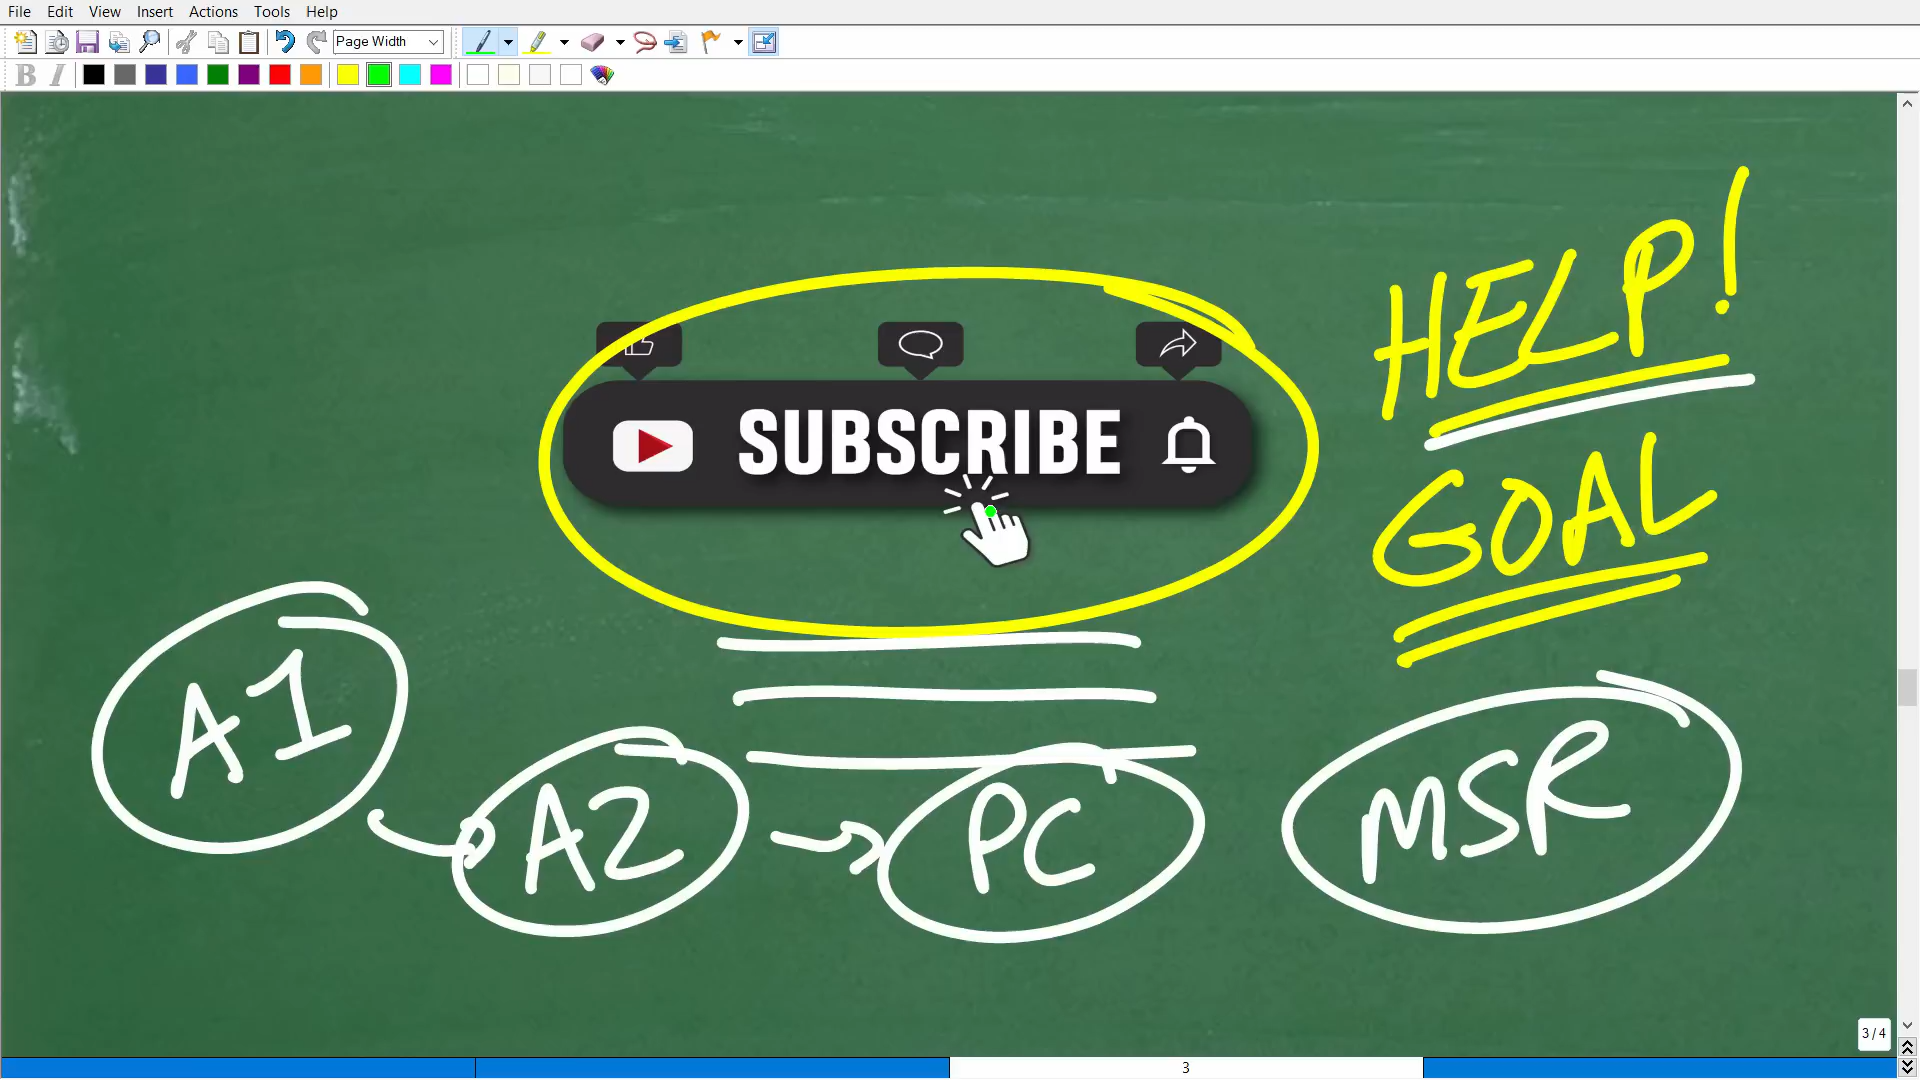 File Edit View Insert Actions Tools Help
Page Width
B I
HELP!
SUBSCRIBE
GOAL
A1
A2
PC
MSR
3 / 4
3